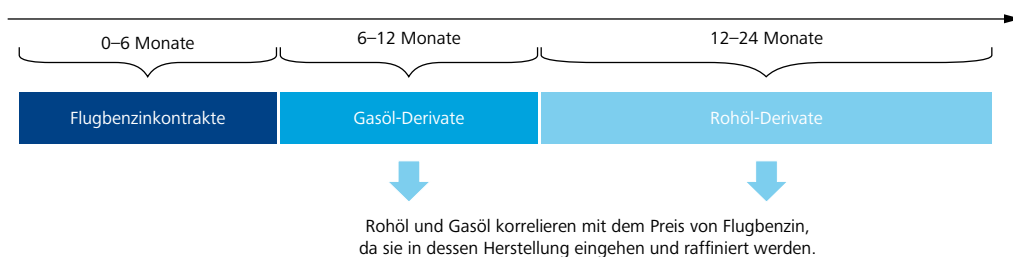 0–6 Monate
6–12 Monate
12–24 Monate
Flugbenzinkontrakte
Gasöl-Derivate
Rohöl-Derivate
Rohöl und Gasöl korrelieren mit dem Preis von Flugbenzin,
da sie in dessen Herstellung eingehen und raffiniert werden.